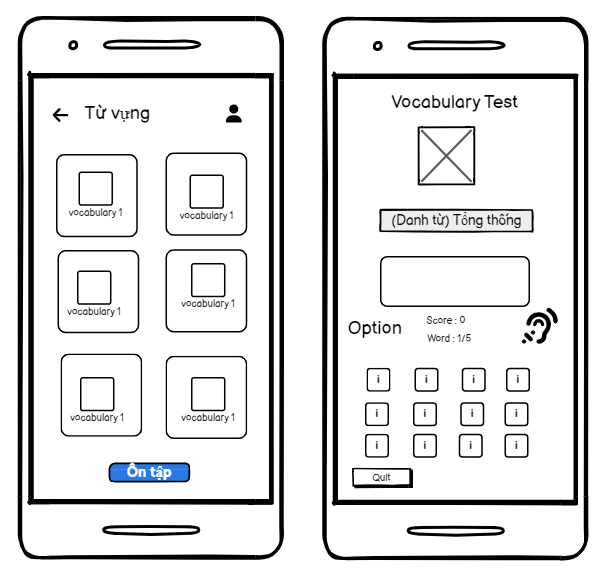 Từ vựng
vocabulary 1
vocabulary 1
vocabulary 1
vocabulary 1
vocabulary 1
vocabulary 1
Ôn tập
Vocabulary Test
(Danh từ) Tổng thống
Option
Score : 0
Word : 1/5
i i i i
i i i i
i i i i
Quit